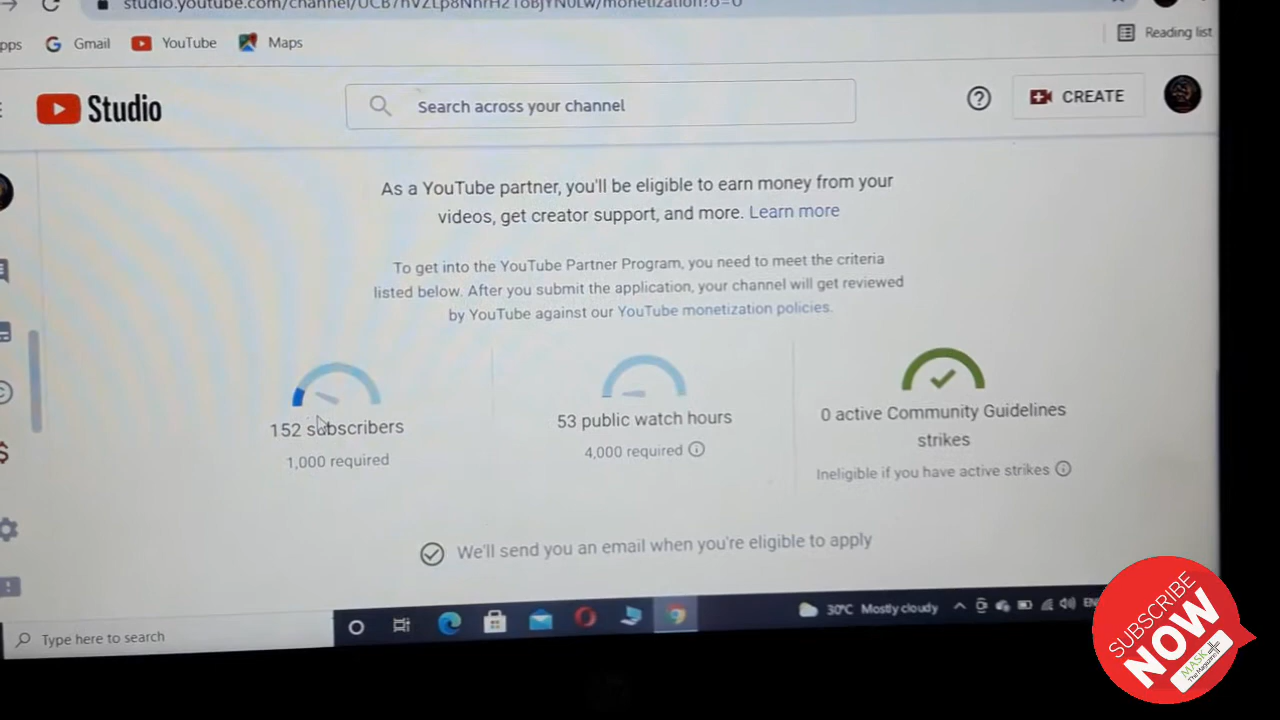 studio.youtube.com/channel/
pps Gmail YouTube Maps Reading list
Studio Search across your channel CREATE
As a YouTube partner, you'll be eligible to earn money from your
videos, get creator support, and more. Learn more
To get into the YouTube Partner Program, you need to meet the criteria
listed below. After you submit the application, your channel will get reviewed
by YouTube against our YouTube monetization policies.
152 subscribers
1,000 required
53 public watch hours
4,000 required
0 active Community Guidelines
strikes
Ineligible if you have active strikes
We'll send you an email when you're eligible to apply
Type here to search
30°C Mostly cloudy
SUBSCRIBE
NOW
MASK
The Magazine